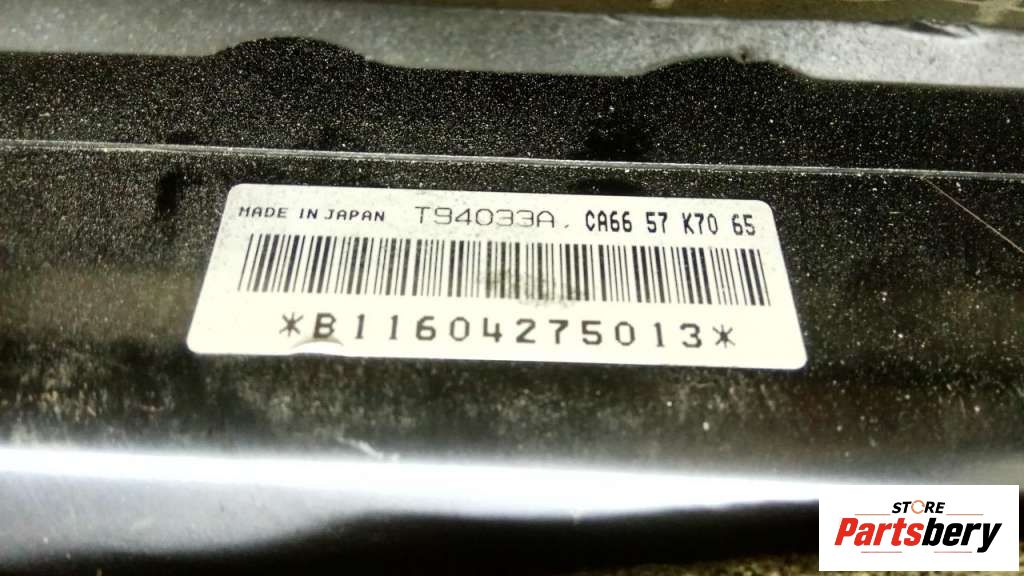 MADE IN JAPAN T94033A. CA66 57 K70 65
*B11604275013*
STORE
Partsbery